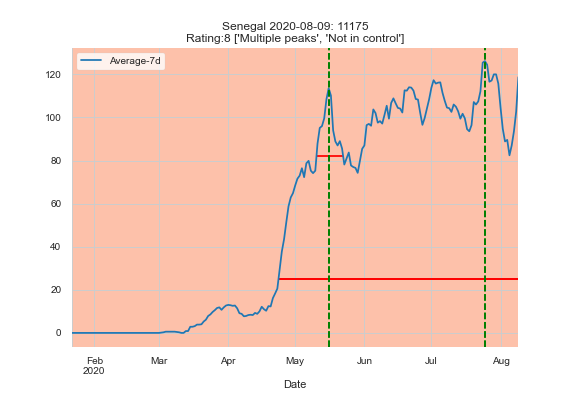 Senegal 2020-08-09: 11175
Rating:8 ['Multiple peaks', 'Not in control']
Average-7d
120
100
80
60
40
20
0
Feb
2020
Mar
Apr
May
Jun
Jul
Aug
Date